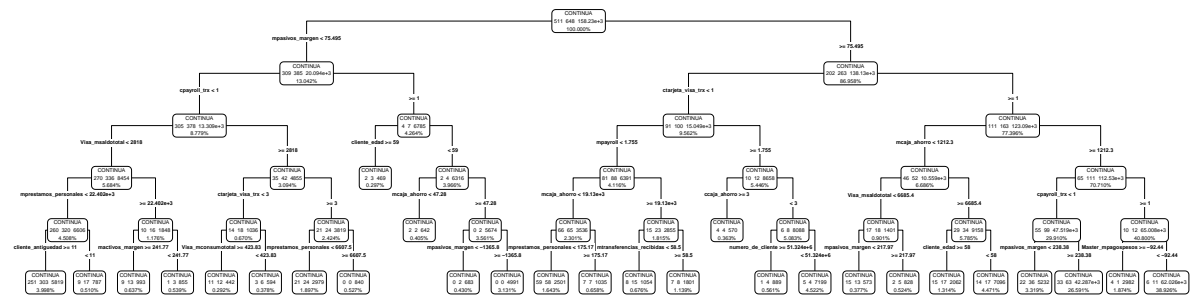 CONTINUA
511 648 158.23e+3
100.000%
mpasivos_margen < 75.495
>= 75.495
CONTINUA
309 385 20.094e+3
13.042%
CONTINUA
202 263 138.13e+3
86.958%
cpayroll_trx < 1
>= 1
ctarjeta_visa_trx < 1
>= 1
CONTINUA
305 378 13.309e+3
8.779%
CONTINUA
4 7 6785
4.264%
CONTINUA
91 100 15.049e+3
9.562%
CONTINUA
111 163 123.09e+3
77.396%
Visa_msaldototal < 2818
>= 2818
cliente_edad >= 59
< 59
mpayroll < 1.755
>= 1.755
mcaja_ahorro < 1212.3
>= 1212.3
CONTINUA
270 336 8454
5.684%
CONTINUA
35 42 4855
3.094%
CONTINUA
2 3 469
0.297%
CONTINUA
2 4 6316
3.966%
CONTINUA
81 88 6391
4.116%
CONTINUA
10 12 8658
5.446%
CONTINUA
46 52 10.559e+3
6.686%
CONTINUA
65 111 112.53e+3
70.710%
mprestamos_personales < 22.402e+3
>= 22.402e+3
ctarjeta_visa_trx < 3
>= 3
mcaja_ahorro < 47.28
>= 47.28
mcaja_ahorro < 19.13e+3
>= 19.13e+3
ccaja_ahorro >= 3
< 3
Visa_msaldototal < 6685.4
>= 6685.4
cpayroll_trx < 1
>= 1
CONTINUA
260 320 6606
4.508%
CONTINUA
10 16 1848
1.176%
CONTINUA
14 18 1036
0.670%
CONTINUA
21 24 3819
2.424%
CONTINUA
2 2 642
0.405%
CONTINUA
0 2 5674
3.561%
CONTINUA
66 65 3536
2.301%
CONTINUA
15 23 2855
1.815%
CONTINUA
4 4 570
0.363%
CONTINUA
6 8 8088
5.083%
CONTINUA
17 18 1401
0.901%
CONTINUA
29 34 9158
5.785%
CONTINUA
55 99 47.519e+3
29.910%
CONTINUA
10 12 65.008e+3
40.800%
cliente_antiguedad >= 11
< 11
mactivos_margen >= 241.77
< 241.77
Visa_mconsumototal >= 423.83
< 423.83
mprestamos_personales < 6607.5
>= 6607.5
mpasivos_margen < −1365.8
>= −1365.8
mprestamos_personales < 175.17
>= 175.17
mtransferencias_recibidas < 58.5
>= 58.5
numero_de_cliente >= 51.324e+6
< 51.324e+6
mpasivos_margen < 217.97
>= 217.97
cliente_edad >= 58
< 58
mpasivos_margen < 238.38
>= 238.38
Master_mpagospesos >= −92.44
< −92.44
CONTINUA
251 303 5819
3.998%
CONTINUA
9 17 787
0.510%
CONTINUA
9 13 993
0.637%
CONTINUA
1 3 855
0.539%
CONTINUA
11 12 442
0.292%
CONTINUA
3 6 594
0.378%
CONTINUA
21 24 2979
1.897%
CONTINUA
0 0 840
0.527%
CONTINUA
0 2 683
0.430%
CONTINUA
0 0 4991
3.131%
CONTINUA
59 58 2501
1.643%
CONTINUA
7 7 1035
0.658%
CONTINUA
8 15 1054
0.676%
CONTINUA
7 8 1801
1.139%
CONTINUA
1 4 889
0.561%
CONTINUA
5 4 7199
4.522%
CONTINUA
15 13 573
0.377%
CONTINUA
2 5 828
0.524%
CONTINUA
15 17 2062
1.314%
CONTINUA
14 17 7096
4.471%
CONTINUA
22 36 5232
3.319%
CONTINUA
33 63 42.287e+3
26.591%
CONTINUA
4 1 2982
1.874%
CONTINUA
6 11 62.026e+3
38.926%